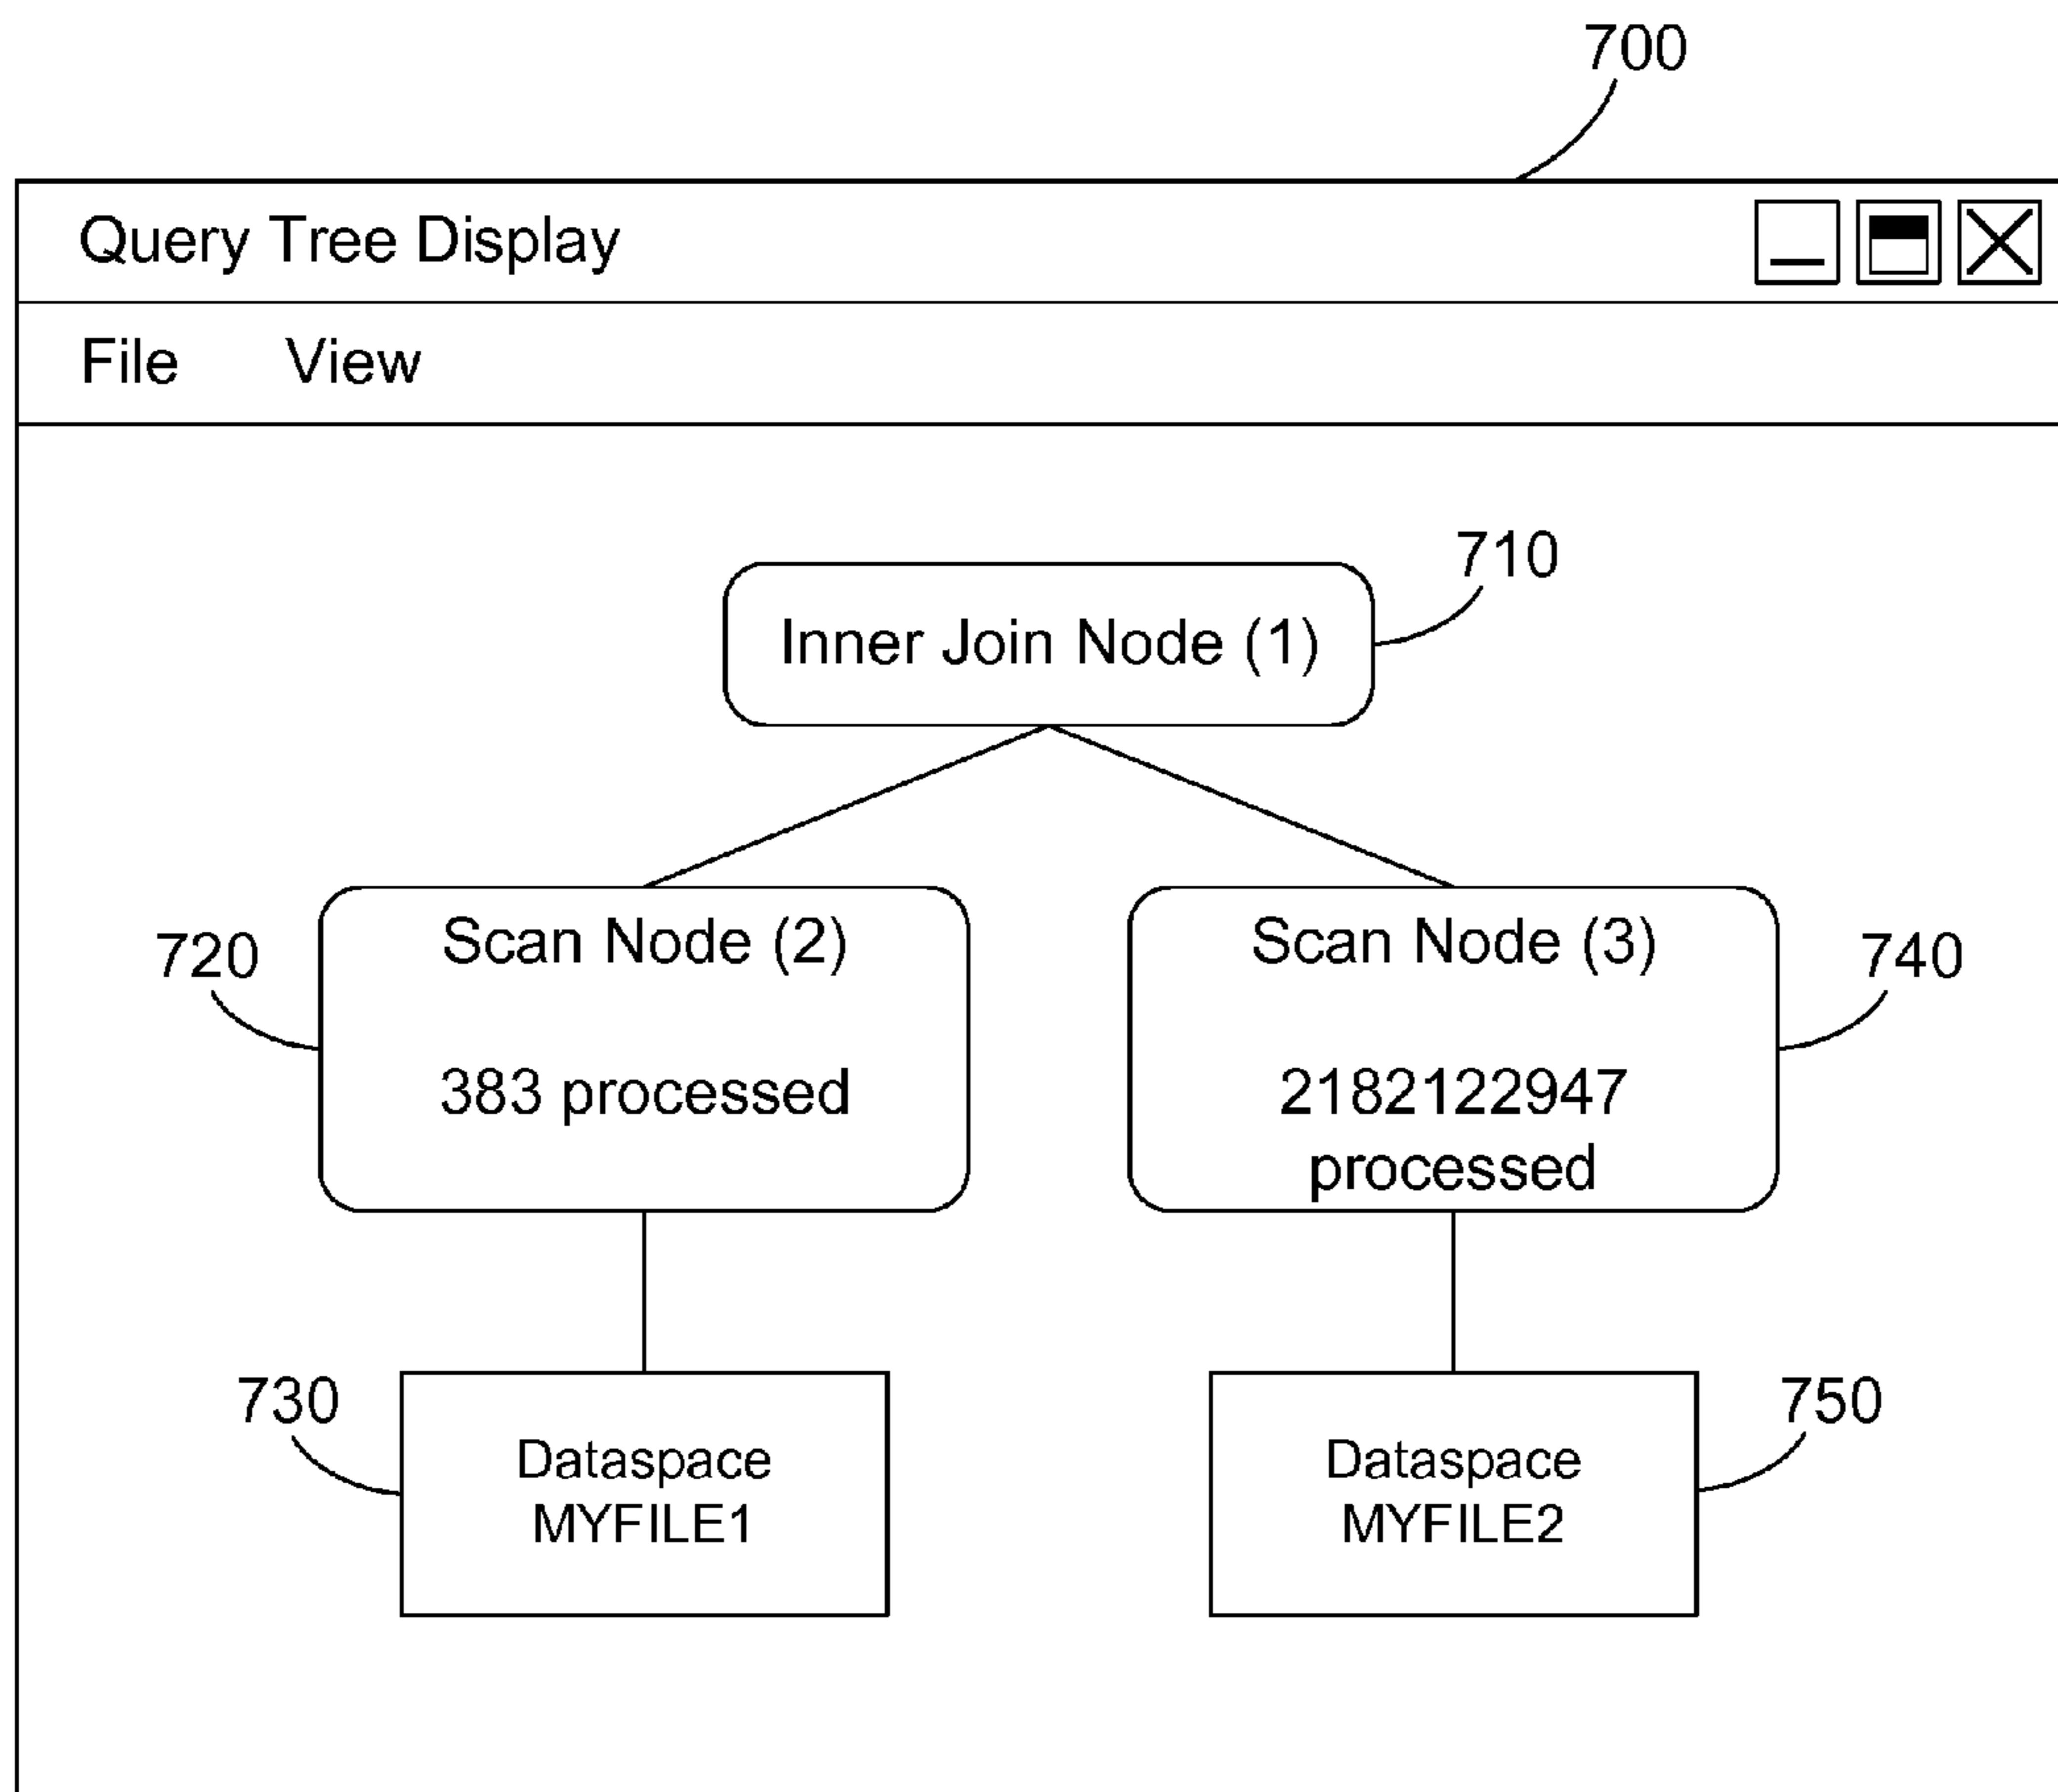 700
Query Tree Display
File View
710
Inner Join Node (1)
720
Scan Node (2)
383 processed
Scan Node (3)
2182122947
processed
740
730
Dataspace
MYFILE1
Dataspace
MYFILE2
750